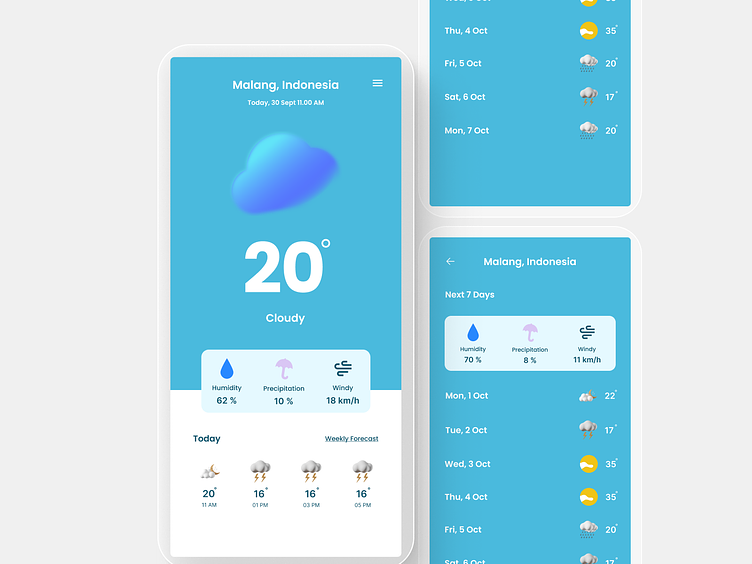 Malang, Indonesia
Today, 30 Sept 11.00 AM
20°
Cloudy
Humidity Precipitation Windy
62 % 10 % 18 km/h
Today Weekly Forecast
20° 16° 16° 16°
11 AM 01 PM 03 PM 05 PM
Thu, 4 Oct 35°
Fri, 5 Oct 20°
Sat, 6 Oct 17°
Mon, 7 Oct 20°
Malang, Indonesia
Next 7 Days
Humidity Precipitation Windy
70 % 8 % 11 km/h
Mon, 1 Oct 22°
Tue, 2 Oct 17°
Wed, 3 Oct 35°
Thu, 4 Oct 35°
Fri, 5 Oct 20°
Sat, 6 Oct 17°